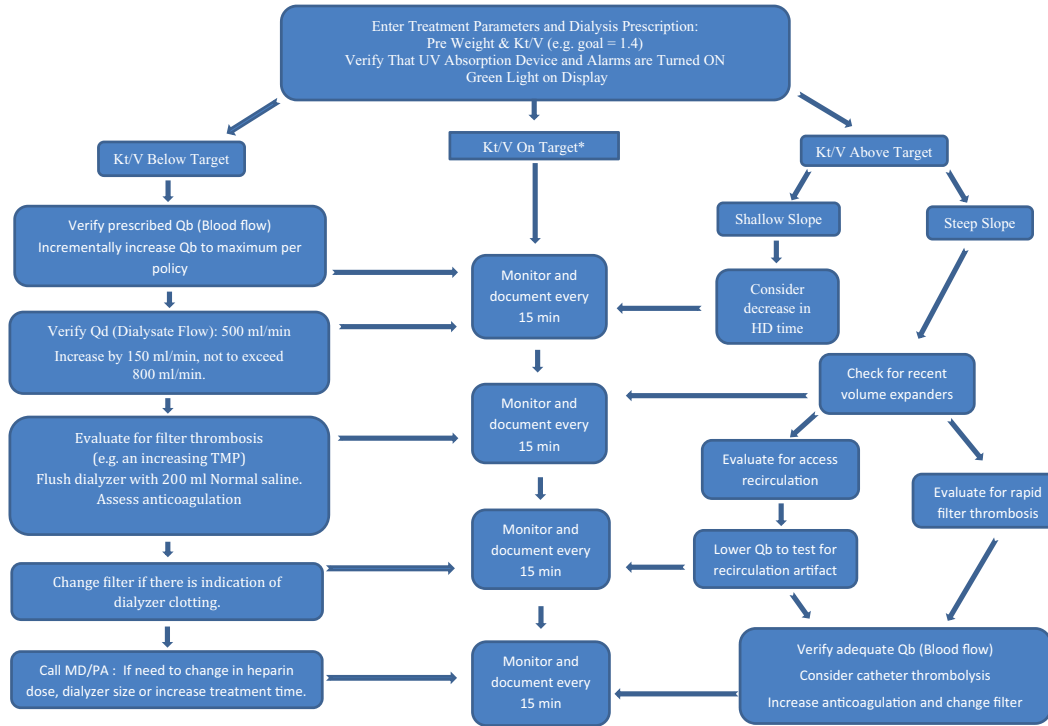 Enter Treatment Parameters and Dialysis Prescription:
Pre Weight & Kt/V (e.g. goal = 1.4)
Verify That UV Absorption Device and Alarms are Turned ON
Green Light on Display
Kt/V Below Target
Kt/V On Target*
Kt/V Above Target
Shallow Slope
Steep Slope
Verify prescribed Qb (Blood flow)
Incrementally increase Qb to maximum per
policy
Monitor and
document every
15 min
Consider
decrease in
HD time
Verify Qd (Dialysate Flow): 500 ml/min
Increase by 150 ml/min, not to exceed
800 ml/min.
Check for recent
volume expanders
Monitor and
document every
15 min
Evaluate for filter thrombosis
(e.g. an increasing TMP)
Flush dialyzer with 200 ml Normal saline.
Assess anticoagulation
Evaluate for access
recirculation
Evaluate for rapid
filter thrombosis
Monitor and
document every
15 min
Lower Qb to test for
recirculation artifact
Change filter if there is indication of
dialyzer clotting.
Call MD/PA : If need to change in heparin
dose, dialyzer size or increase treatment time.
Monitor and
document every
15 min
Verify adequate Qb (Blood flow)
Consider catheter thrombolysis
Increase anticoagulation and change filter